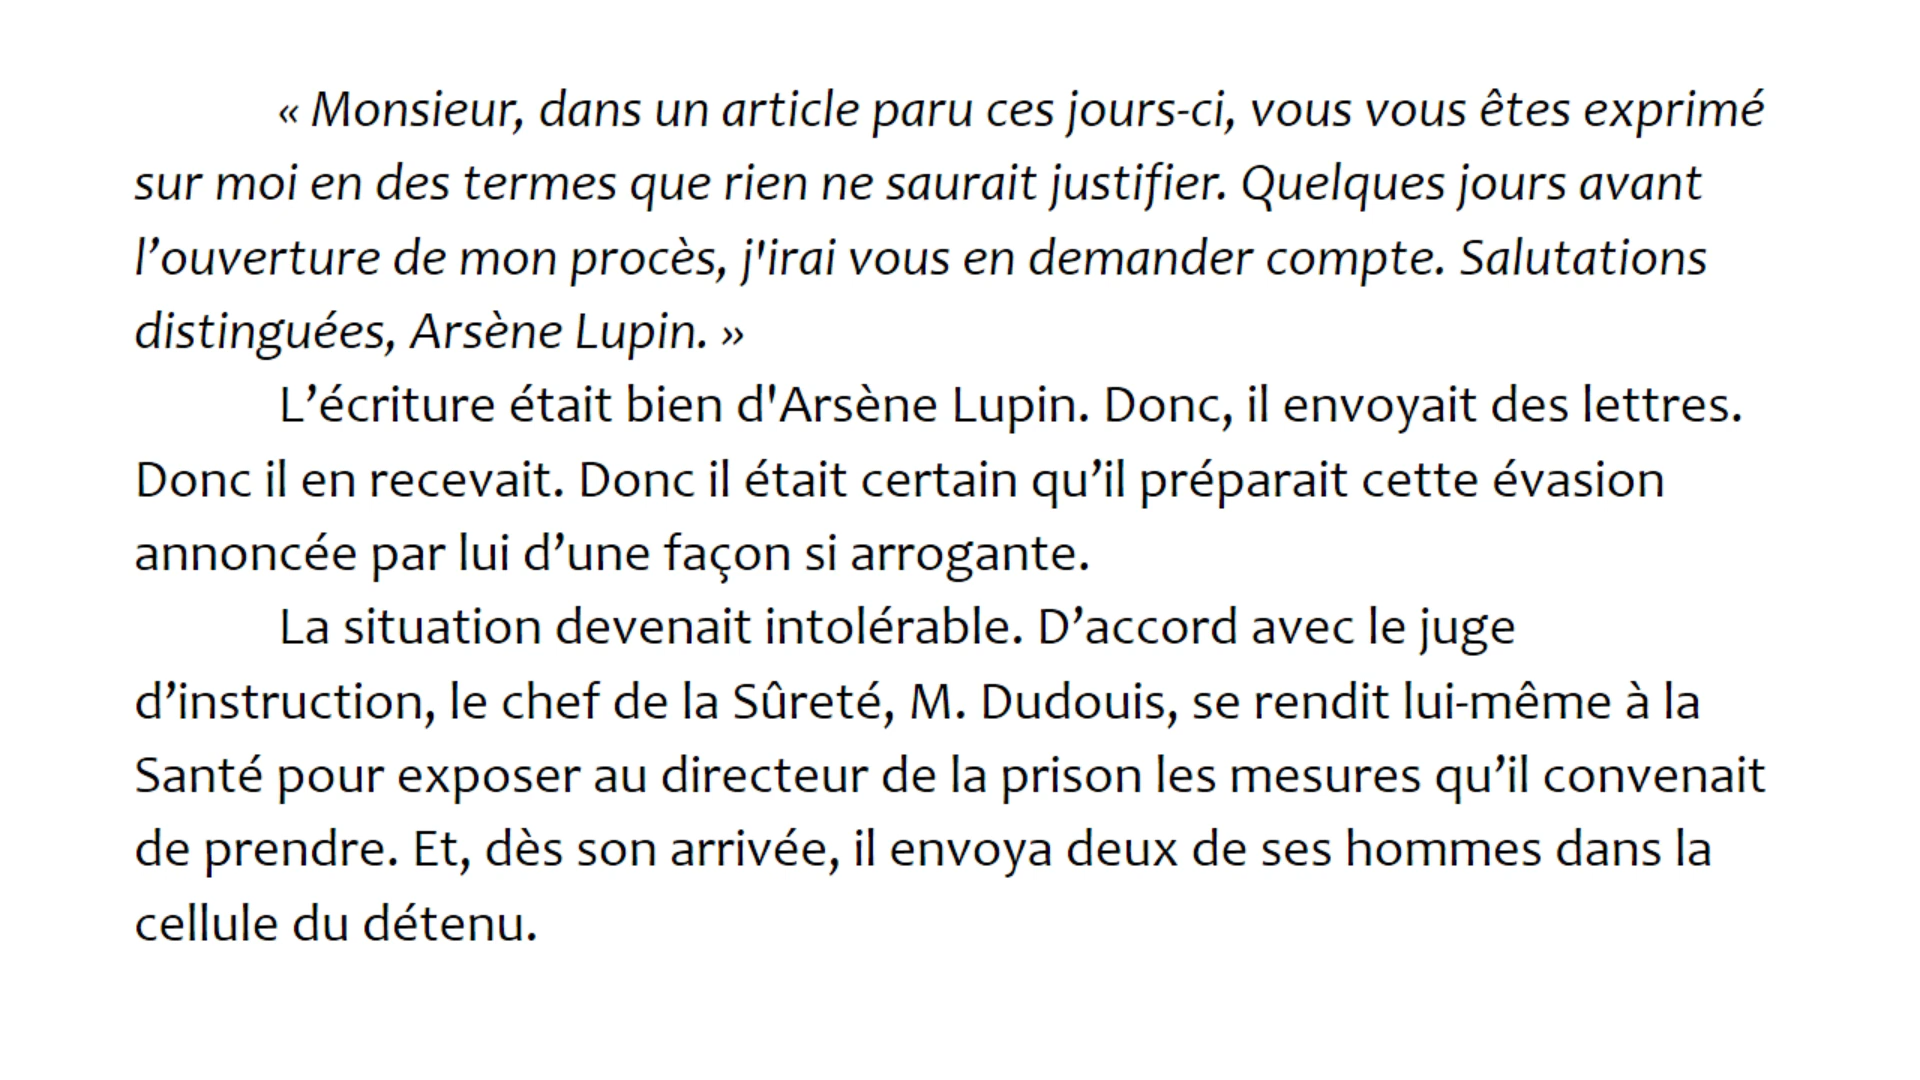 « Monsieur, dans un article paru ces jours-ci, vous vous êtes exprimé
sur moi en des termes que rien ne saurait justifier. Quelques jours avant
l’ouverture de mon procès, j'irai vous en demander compte. Salutations
distinguées, Arsène Lupin. »
L’écriture était bien d'Arsène Lupin. Donc, il envoyait des lettres.
Donc il en recevait. Donc il était certain qu’il préparait cette évasion
annoncée par lui d’une façon si arrogante.
La situation devenait intolérable. D’accord avec le juge
d’instruction, le chef de la Sûreté, M. Dudouis, se rendit lui-même à la
Santé pour exposer au directeur de la prison les mesures qu’il convenait
de prendre. Et, dès son arrivée, il envoya deux de ses hommes dans la
cellule du détenu.